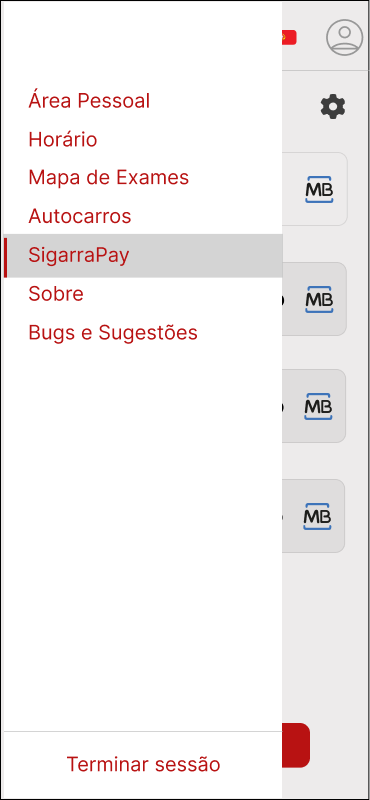 Área Pessoal
Horário
Mapa de Exames
Autocarros
SigarraPay
Sobre
Bugs e Sugestões
MB
MB
MB
MB
Terminar sessão